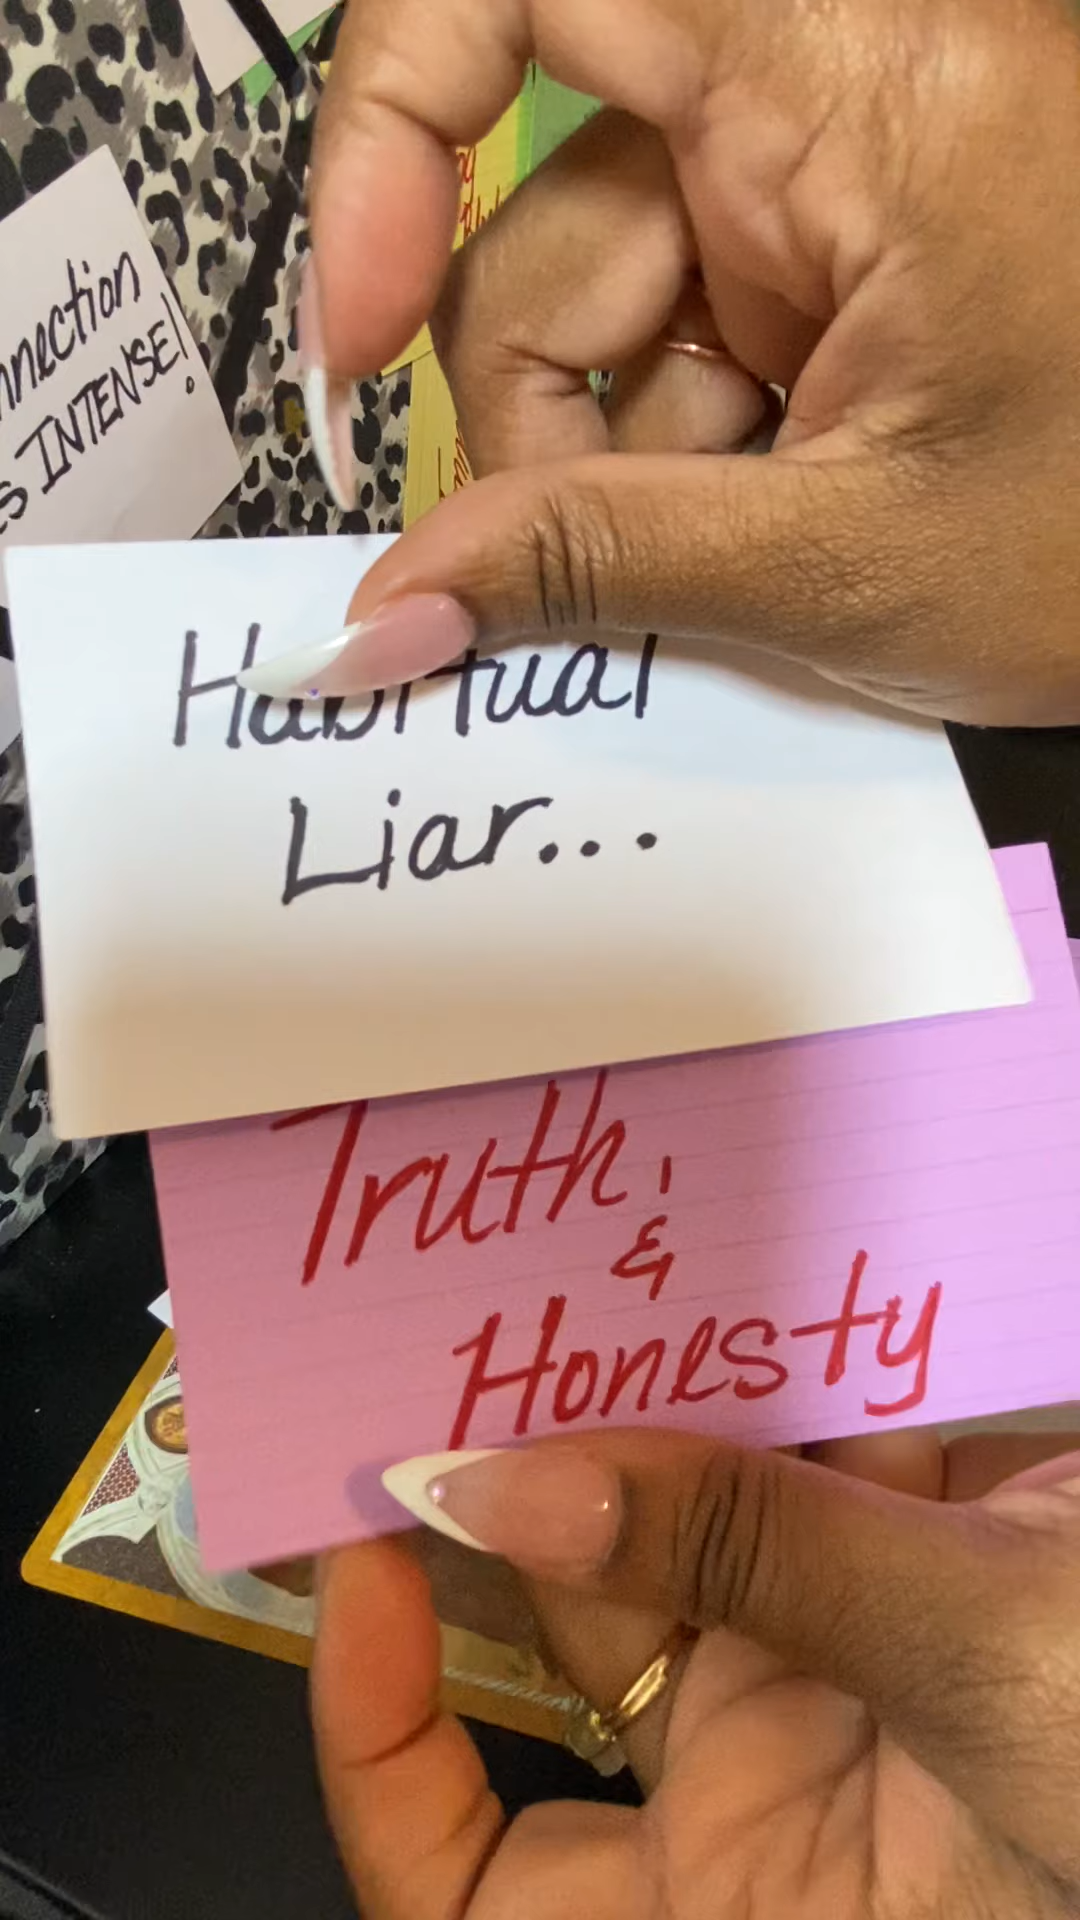 nnection
S INTENSE!
Habitual
Liar...
Truth,
&
Honesty